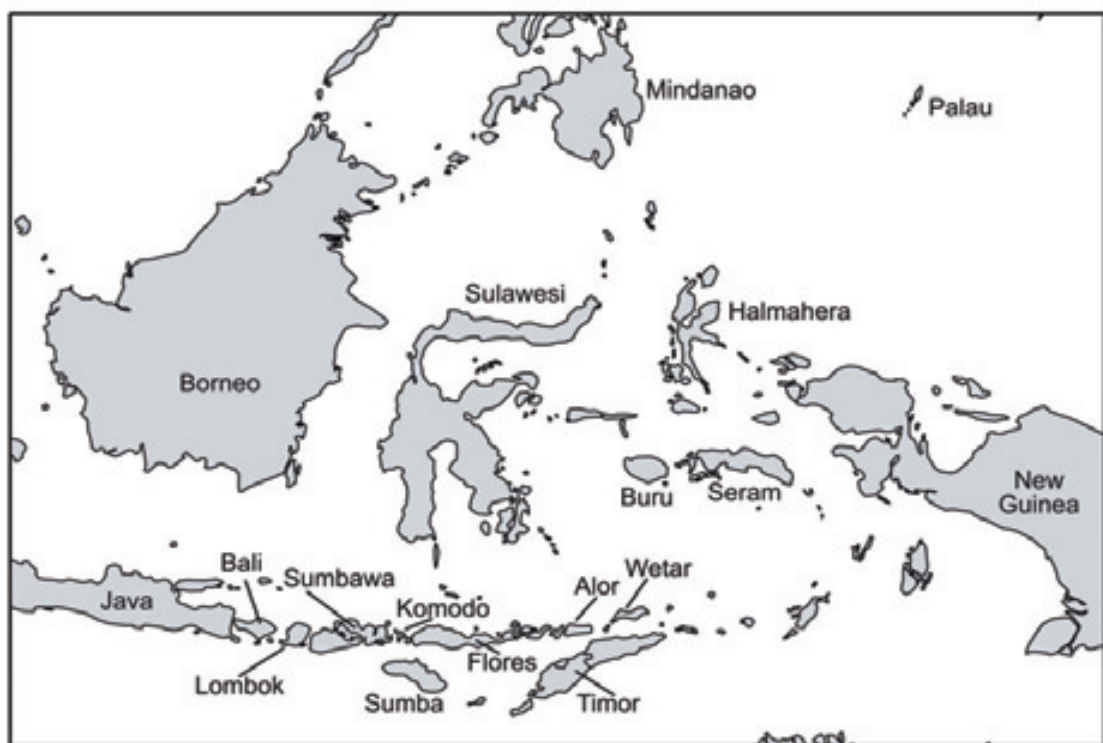 Mindanao
Palau
Sulawesi
Halmahera
Borneo
Buru
Seram
New
Guinea
Bali
Sumbawa
Wetar
Alor
Java
Komodo
Flores
Lombok
Sumba
Timor